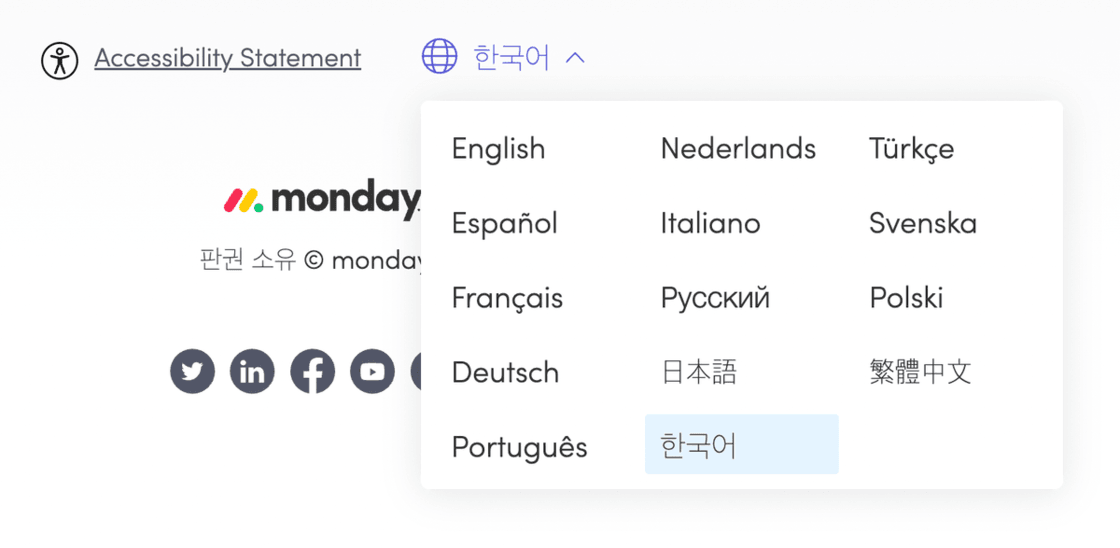 Accessibility Statement
한국어
English
Nederlands
Türkçe
Español
Italiano
Svenska
Français
Русский
Polski
Deutsch
日本語
繁體中文
Português
한국어
monday.
판권 소유 © monday
in